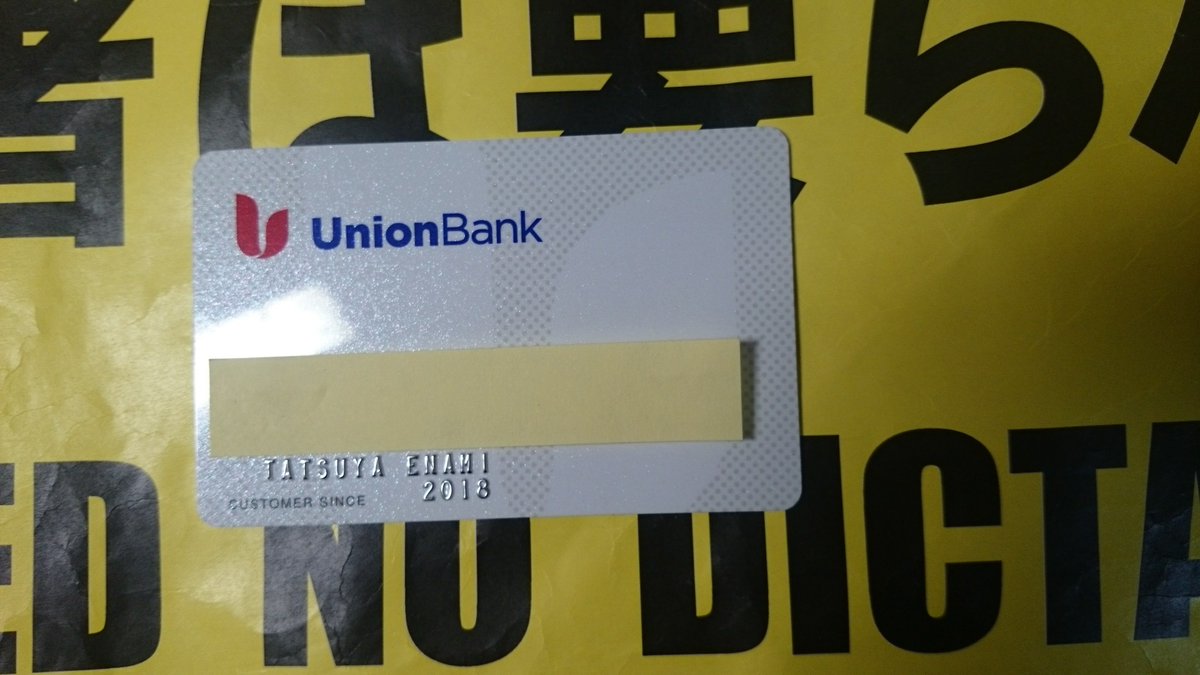 者は要ら
UnionBank
TATSUYA ENAMI
CUSTOMER SINCE 2018
ED NO DICTA